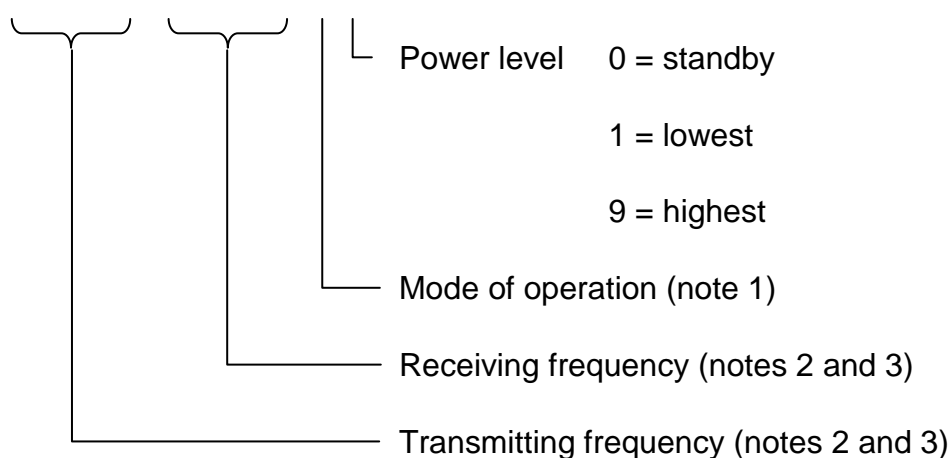 Power level 0 = standby
1 = lowest
9 = highest
Mode of operation (note 1)
Receiving frequency (notes 2 and 3)
Transmitting frequency (notes 2 and 3)